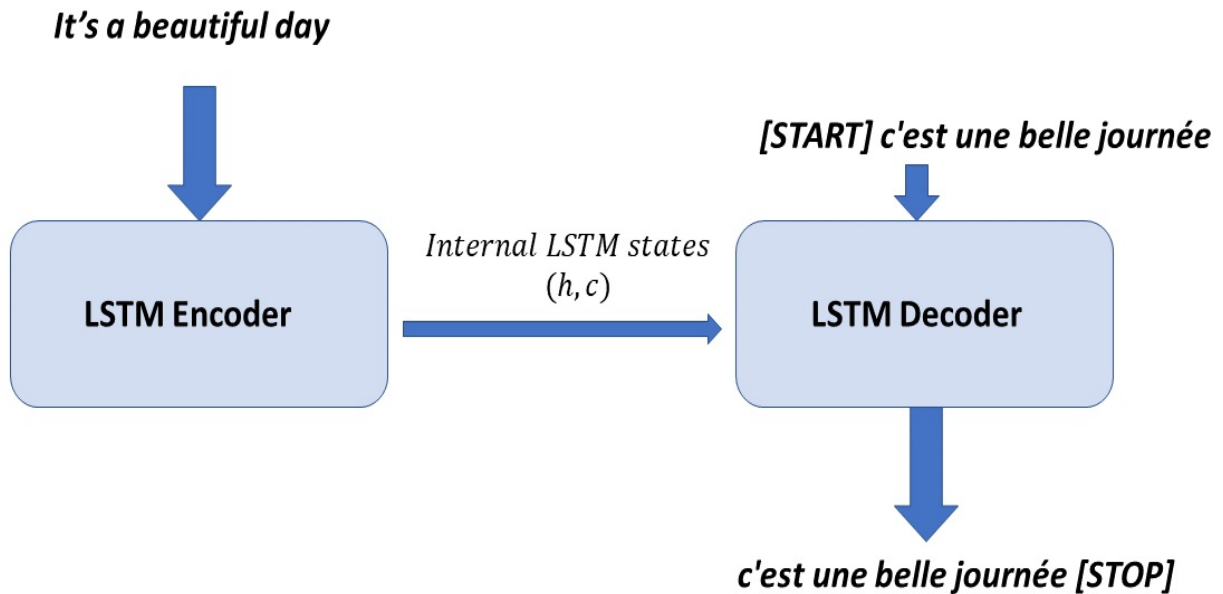 It’s a beautiful day
[START] c'est une belle journée
Internal LSTM states
(h, c)
LSTM Encoder
LSTM Decoder
c'est une belle journée [STOP]